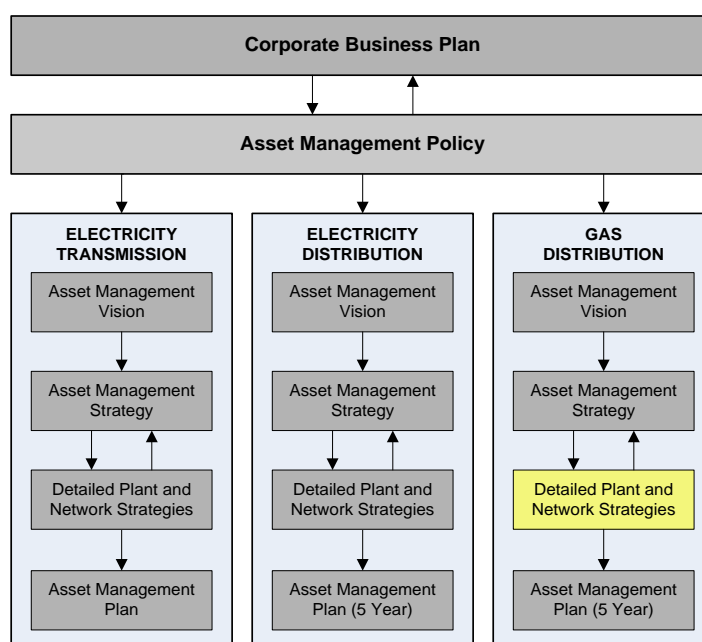 Corporate Business Plan
Asset Management Policy
ELECTRICITY
TRANSMISSION
Asset Management
Vision
Asset Management
Strategy
Detailed Plant and
Network Strategies
Asset Management
Plan
ELECTRICITY
DISTRIBUTION
Asset Management
Vision
Asset Management
Strategy
Detailed Plant and
Network Strategies
Asset Management
Plan (5 Year)
GAS
DISTRIBUTION
Asset Management
Vision
Asset Management
Strategy
Detailed Plant and
Network Strategies
Asset Management
Plan (5 Year)